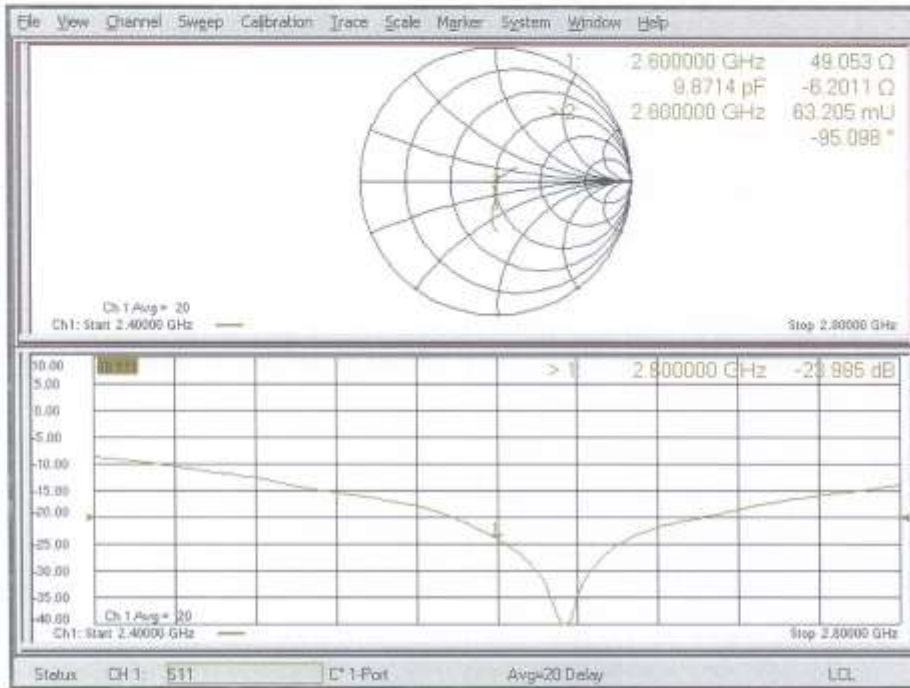 File View Channel Sweep Calibration Trace Scale Marker System Window Help
1: 2.600000 GHz 49.053 Ω
9.8714 pF -6.2011 Ω
> 2: 2.600000 GHz 63.205 mU
-95.098 °
Ch 1 Avg = 20
Ch1: Start 2.40000 GHz
Stop 2.80000 GHz
> 1: 2.600000 GHz -23.985 dB
10.00
5.00
0.00
-5.00
-10.00
-15.00
-20.00
-25.00
-30.00
-35.00
-40.00
1
Ch 1 Avg = 20
Ch1: Start 2.40000 GHz
Stop 2.80000 GHz
Status CH 1: S11 C* 1-Port Avg=20 Delay LCL